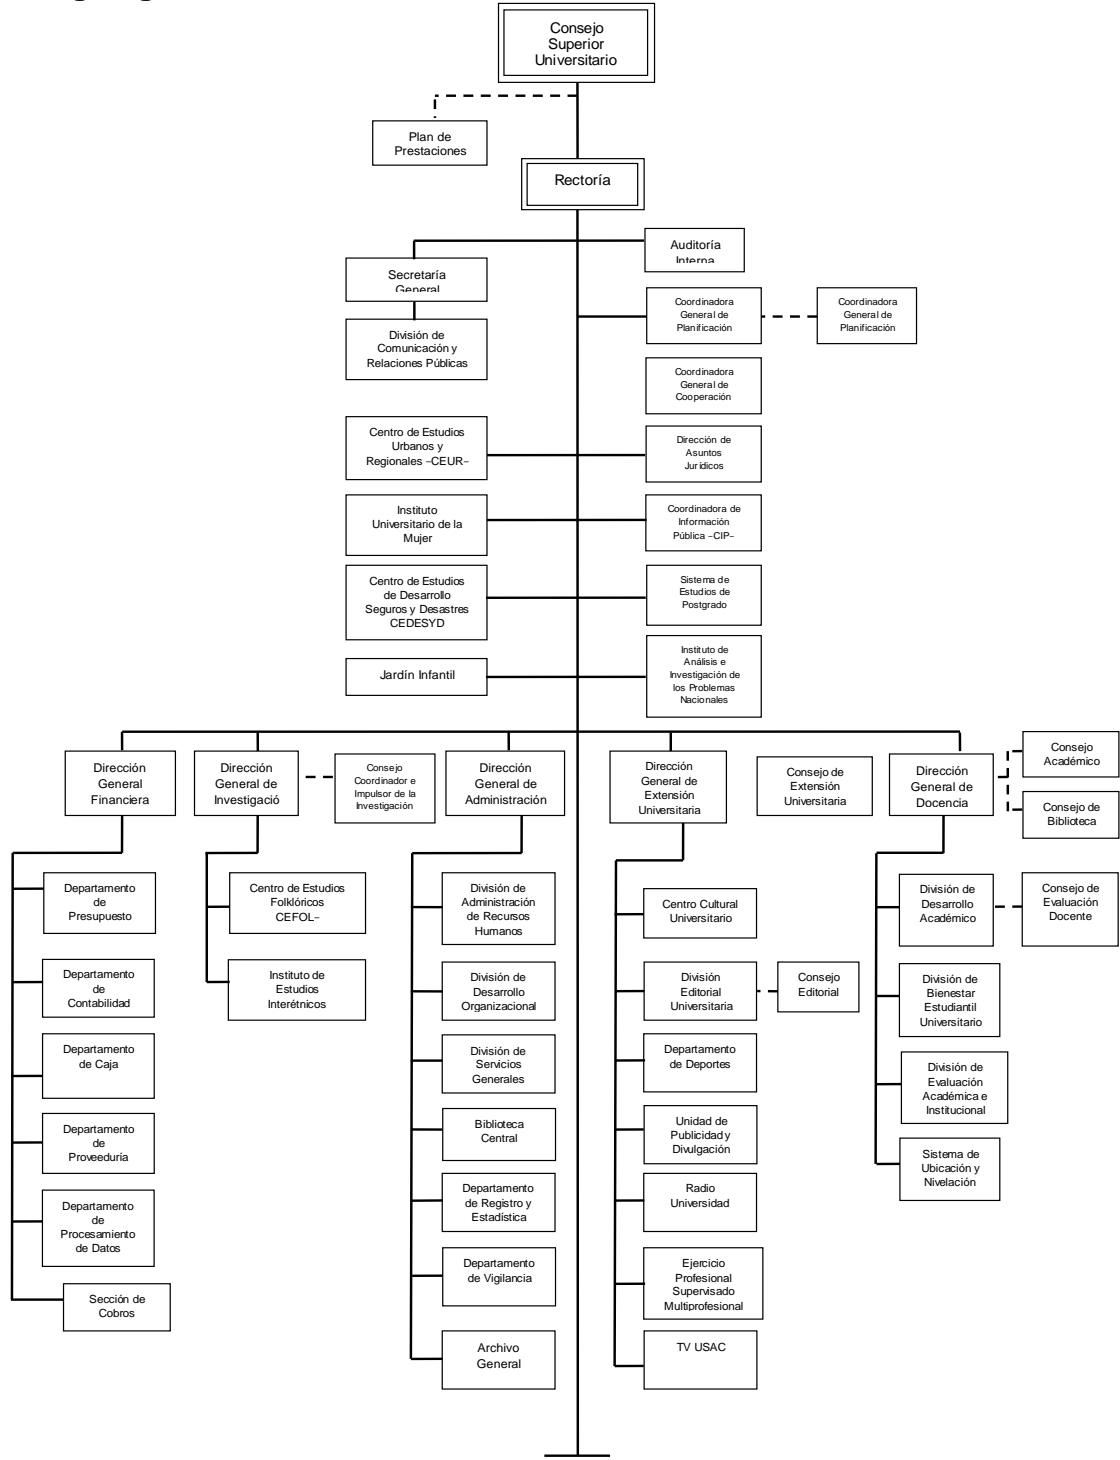 Consejo
Superior
Universitario
Plan de
Prestaciones
Rectoría
Auditoría
Interna
Secretaría
General
Coordinadora
General de
Planificación
Coordinadora
General de
Planificación
División de
Comunicación y
Relaciones Públicas
Coordinadora
General de
Cooperación
Centro de Estudios
Urbanos y
Regionales –CEUR–
Dirección de
Asuntos
Jurídicos
Instituto
Universitario de la
Mujer
Coordinadora de
Información
Pública –CIP–
Centro de Estudios
de Desarrollo
Seguros y Desastres
CEDESYD
Sistema de
Estudios de
Postgrado
Jardín Infantil
Instituto de
Análisis e
Investigación de
los Problemas
Nacionales
Dirección
General
Financiera
Dirección
General de
Investigació
Consejo
Coordinador e
Impulsor de la
Investigación
Dirección
General de
Administración
Dirección
General de
Extensión
Universitaria
Consejo de
Extensión
Universitaria
Dirección
General de
Docencia
Consejo
Académico
Consejo de
Biblioteca
Departamento
de
Presupuesto
Departamento
de
Contabilidad
Departamento
de Caja
Departamento
de
Proveeduría
Departamento
de
Procesamiento
de Datos
Sección de
Cobros
Centro de Estudios
Folklóricos
CEFOL–
Instituto de
Estudios
Interétnicos
División de
Administración
de Recursos
Humanos
División de
Desarrollo
Organizacional
División de
Servicios
Generales
Biblioteca
Central
Departamento
de Registro y
Estadística
Departamento
de Vigilancia
Archivo
General
Centro Cultural
Universitario
División
Editorial
Universitaria
Consejo
Editorial
Departamento
de Deportes
Unidad de
Publicidad y
Divulgación
Radio
Universidad
Ejercicio
Profesional
Supervisado
Multiprofesional
TV USAC
División de
Desarrollo
Académico
Consejo de
Evaluación
Docente
División de
Bienestar
Estudiantil
Universitario
División de
Evaluación
Académica e
Institucional
Sistema de
Ubicación y
Nivelación